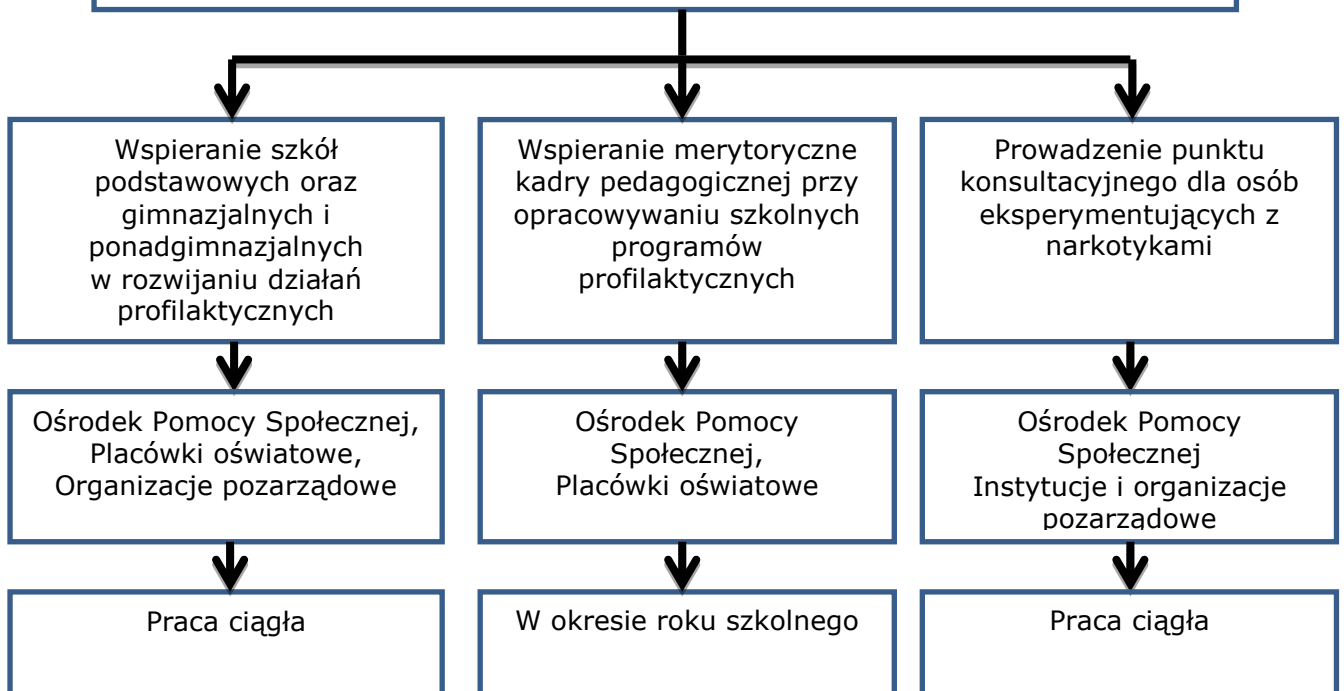 Wspieranie szkół
podstawowych oraz
gimnazjalnych i
ponadgimnazjalnych
w rozwijaniu działań
profilaktycznych
Wspieranie merytoryczne
kadry pedagogicznej przy
opracowywaniu szkolnych
programów
profilaktycznych
Prowadzenie punktu
konsultacyjnego dla osób
eksperymentujących z
narkotykami
Ośrodek Pomocy Społecznej,
Placówki oświatowe,
Organizacje pozarządowe
Ośrodek Pomocy
Społecznej,
Placówki oświatowe
Ośrodek Pomocy
Społecznej
Instytucje i organizacje
pozarządowe
Praca ciągła
W okresie roku szkolnego
Praca ciągła